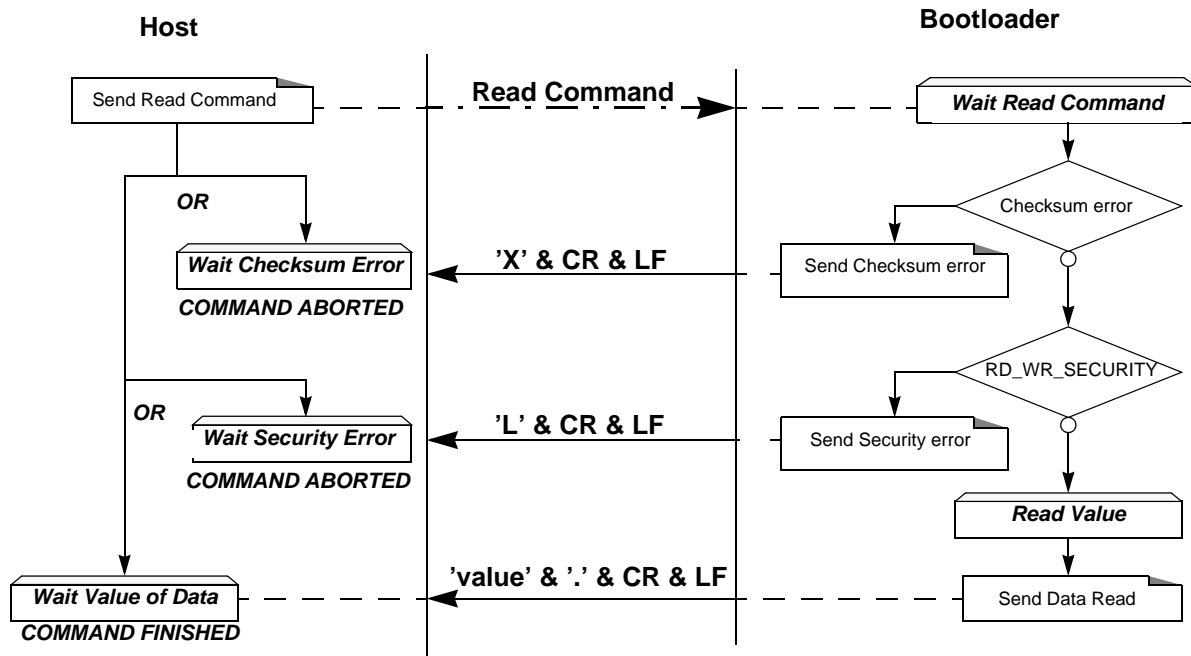 Host
Bootloader
Send Read Command
Read Command
Wait Read Command
OR
Checksum error
Wait Checksum Error
’X’ & CR & LF
Send Checksum error
COMMAND ABORTED
RD_WR_SECURITY
OR
Wait Security Error
’L’ & CR & LF
Send Security error
COMMAND ABORTED
Read Value
’value’ & ’.’ & CR & LF
Wait Value of Data
Send Data Read
COMMAND FINISHED